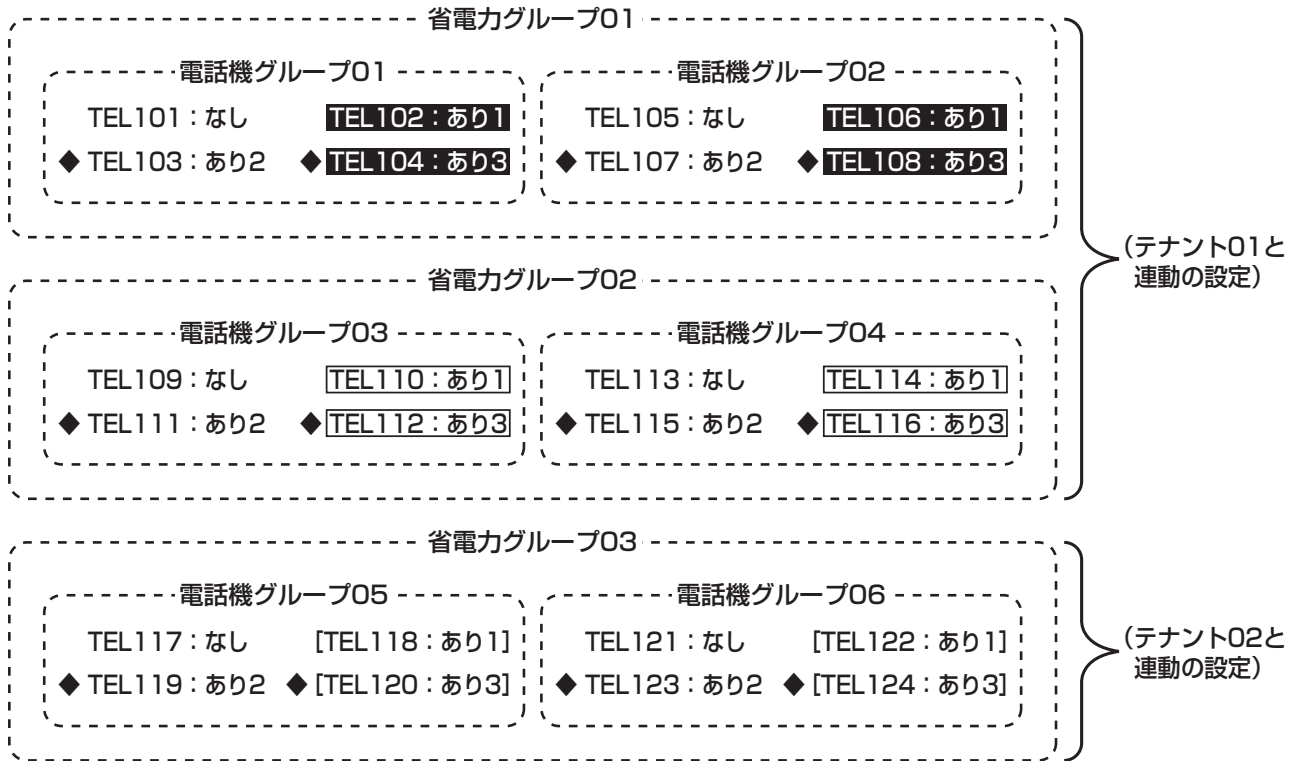 省電力グループ01
電話機グループ01
電話機グループ02
TEL101：なし TEL102：あり1 TEL105：なし TEL106：あり1
◆ TEL103：あり2 ◆ TEL104：あり3 ◆ TEL107：あり2 ◆ TEL108：あり3
(テナント01と
連動の設定)
省電力グループ02
電話機グループ03
電話機グループ04
TEL109：なし TEL110：あり1 TEL113：なし TEL114：あり1
◆ TEL111：あり2 ◆ TEL112：あり3 ◆ TEL115：あり2 ◆ TEL116：あり3
省電力グループ03
電話機グループ05
電話機グループ06
TEL117：なし [TEL118：あり1] TEL121：なし [TEL122：あり1]
◆ TEL119：あり2 ◆ [TEL120：あり3] ◆ TEL123：あり2 ◆ [TEL124：あり3]
(テナント02と
連動の設定)